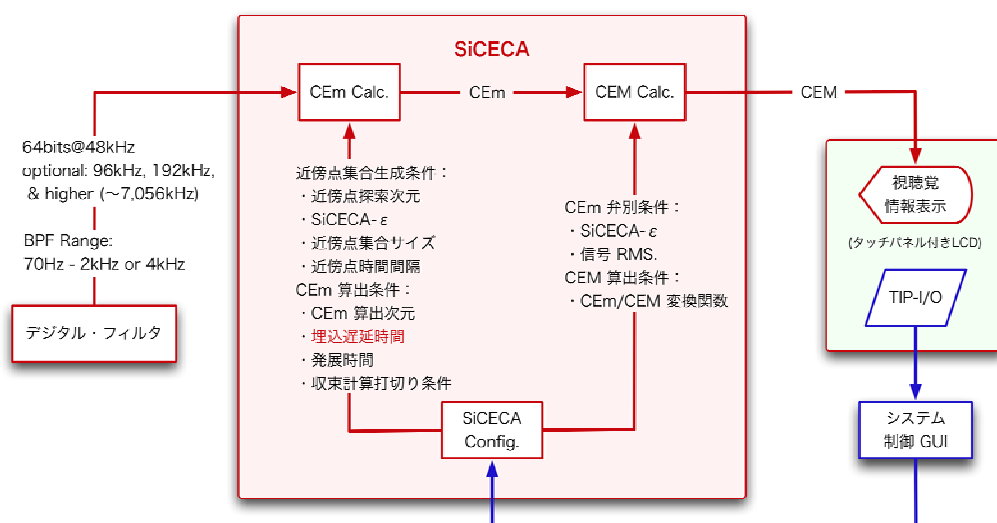 SiCECA
CEm Calc.
CEm
CEM Calc.
CEM
64bits@48kHz
optional: 96kHz, 192kHz,
& higher (〜7,056kHz)
BPF Range:
70Hz - 2kHz or 4kHz
デジタル・フィルタ
近傍点集合生成条件：
・近傍点探索次元
・SiCECA-ε
・近傍点集合サイズ
・近傍点時間間隔
CEm 算出条件：
・CEm 算出次元
・埋込遅延時間
・発展時間
・収束計算打切り条件
CEm 弁別条件：
・SiCECA-ε
・信号 RMS.
CEM 算出条件：
・CEm/CEM 変換関数
SiCECA
Config.
視聴覚
情報表示
(タッチパネル付きLCD)
TIP-I/O
システム
制御 GUI